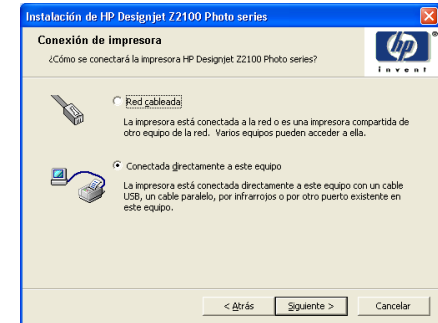 Instalación de HP Designjet Z2100 Photo series
Conexión de impresora
¿Cómo se conectará la impresora HP Designjet Z2100 Photo series?
hp
®
invent
Red cableada
La impresora está conectada a la red o es una impresora compartida de
otro equipo de la red. Varios equipos pueden acceder a ella.
Conectada directamente a este equipo
La impresora está conectada directamente a este equipo con un cable
USB, un cable paralelo, por infrarrojos o por otro puerto existente en
este equipo.
< Atrás Siguiente > Cancelar